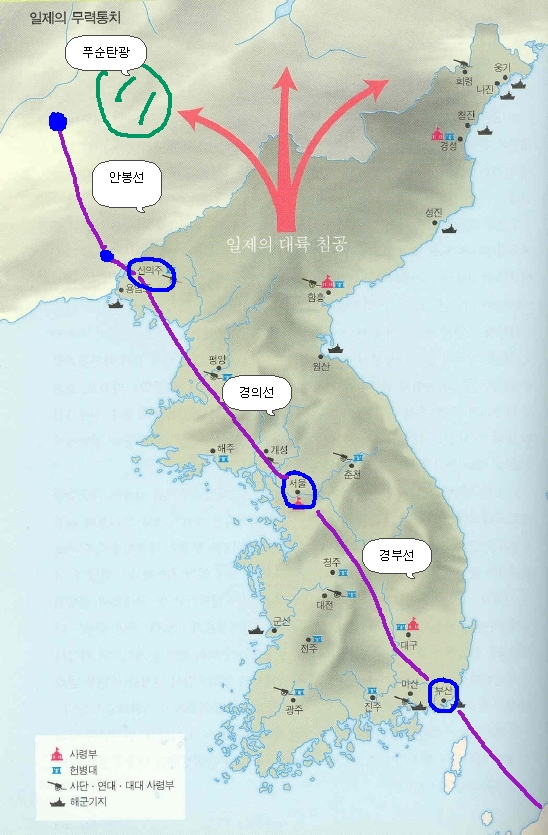 일제의 무력통치
푸순탄광
회령
웅기
나진
청진
경성
안봉선
성진
일제의 대륙 침공
신의주
용암포
함흥
평양
원산
경의선
해주
개성
서울
춘천
경부선
청주
대전
군산
대구
전주
마산
부산
광주
진주
사령부
헌병대
사단·연대·대대 사령부
해군기지